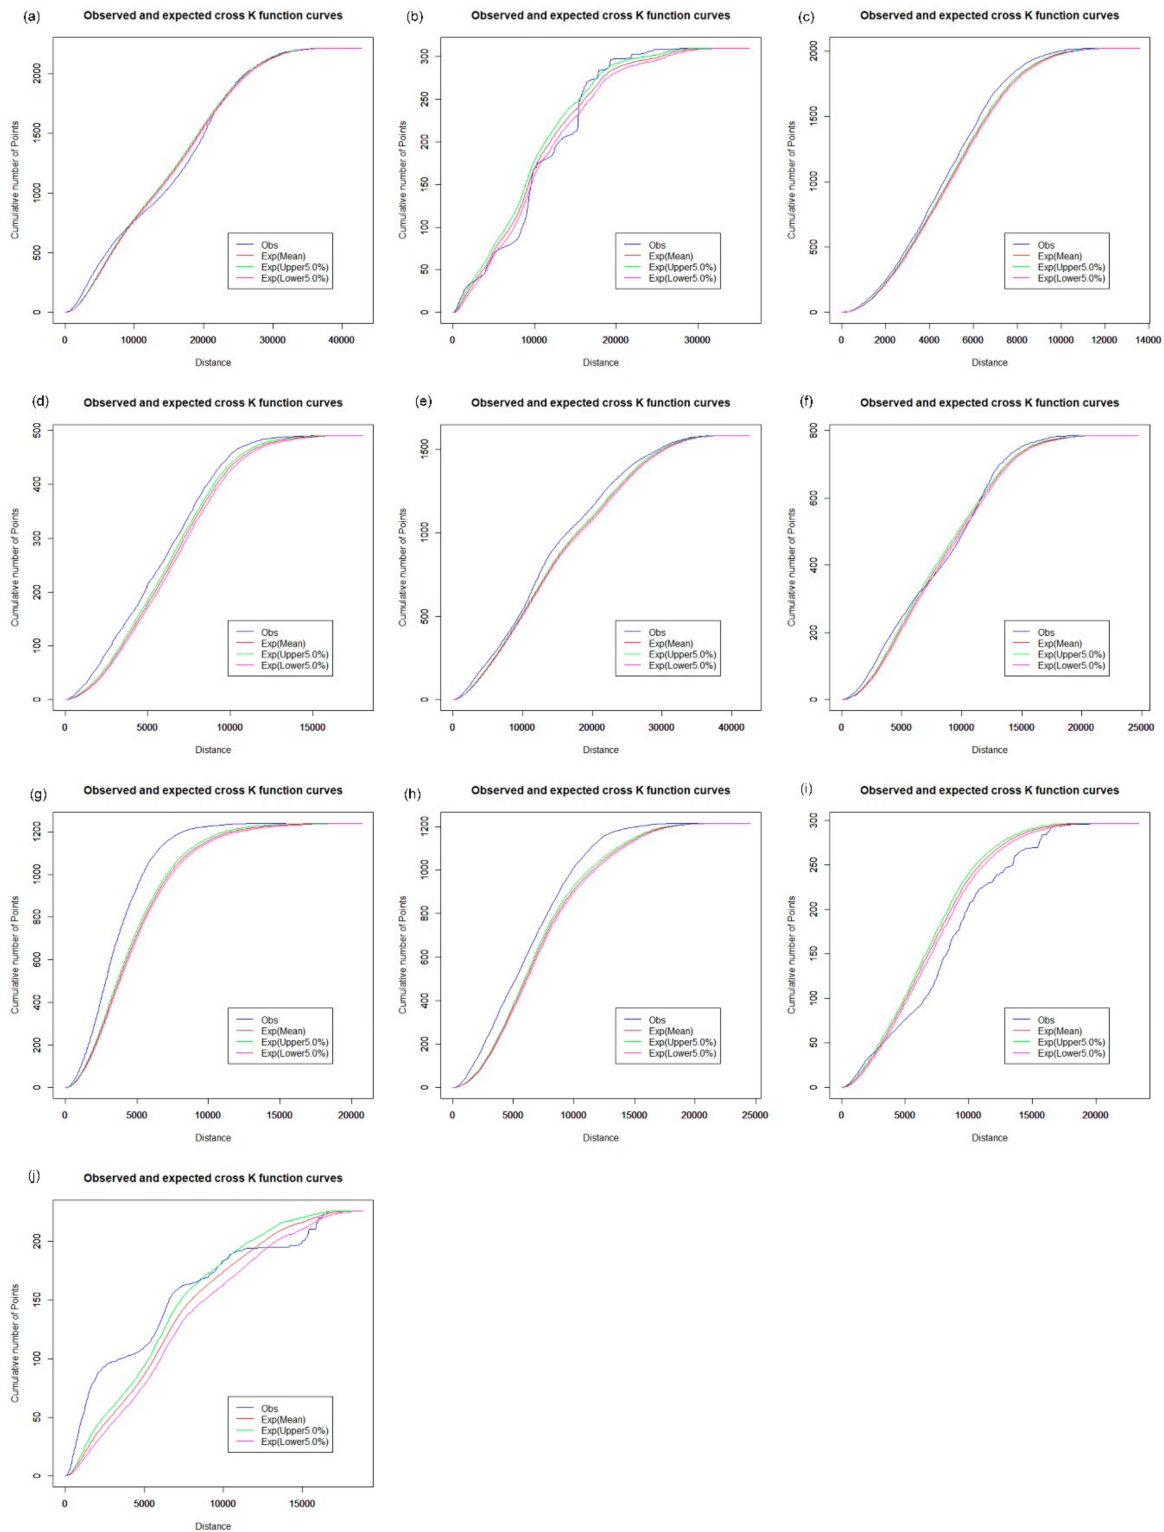 (a) Observed and expected cross K function curves
Cumulative number of Points
0 500 1000 1500 2000
Obs
Exp(Mean)
Exp(Upper5.0%)
Exp(Lower5.0%)
0 10000 20000 30000 40000
Distance
(b) Observed and expected cross K function curves
Cumulative number of Points
0 50 100 150 200 250 300
Obs
Exp(Mean)
Exp(Upper5.0%)
Exp(Lower5.0%)
0 10000 20000 30000
Distance
(c) Observed and expected cross K function curves
Cumulative number of Points
0 500 1000 1500 2000
Obs
Exp(Mean)
Exp(Upper5.0%)
Exp(Lower5.0%)
0 2000 4000 6000 8000 10000 12000 14000
Distance
(d) Observed and expected cross K function curves
Cumulative number of Points
0 100 200 300 400 500
Obs
Exp(Mean)
Exp(Upper5.0%)
Exp(Lower5.0%)
0 5000 10000 15000
Distance
(e) Observed and expected cross K function curves
Cumulative number of Points
0 500 1000 1500
Obs
Exp(Mean)
Exp(Upper5.0%)
Exp(Lower5.0%)
0 10000 20000 30000 40000
Distance
(f) Observed and expected cross K function curves
Cumulative number of Points
0 200 400 600 800
Obs
Exp(Mean)
Exp(Upper5.0%)
Exp(Lower5.0%)
0 5000 10000 15000 20000 25000
Distance
(g) Observed and expected cross K function curves
Cumulative number of Points
0 200 400 600 800 1000 1200
Obs
Exp(Mean)
Exp(Upper5.0%)
Exp(Lower5.0%)
0 5000 10000 15000 20000
Distance
(h) Observed and expected cross K function curves
Cumulative number of Points
0 200 400 600 800 1000 1200
Obs
Exp(Mean)
Exp(Upper5.0%)
Exp(Lower5.0%)
0 5000 10000 15000 20000 25000
Distance
(i) Observed and expected cross K function curves
Cumulative number of Points
0 50 100 150 200 250 300
Obs
Exp(Mean)
Exp(Upper5.0%)
Exp(Lower5.0%)
0 5000 10000 15000 20000
Distance
(j) Observed and expected cross K function curves
Cumulative number of Points
0 50 100 150 200
Obs
Exp(Mean)
Exp(Upper5.0%)
Exp(Lower5.0%)
0 5000 10000 15000
Distance